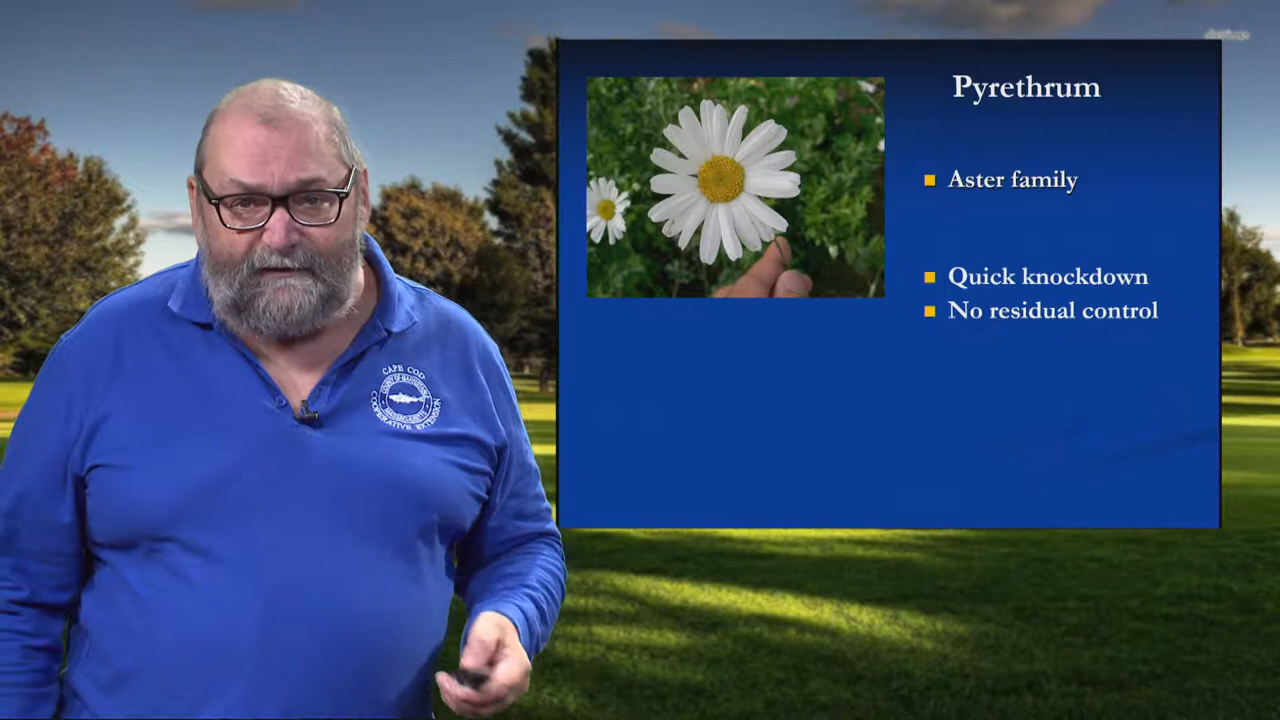 Pyrethrum
Aster family
Quick knockdown
No residual control
CAPE COD
COOPERATIVE EXTENSION